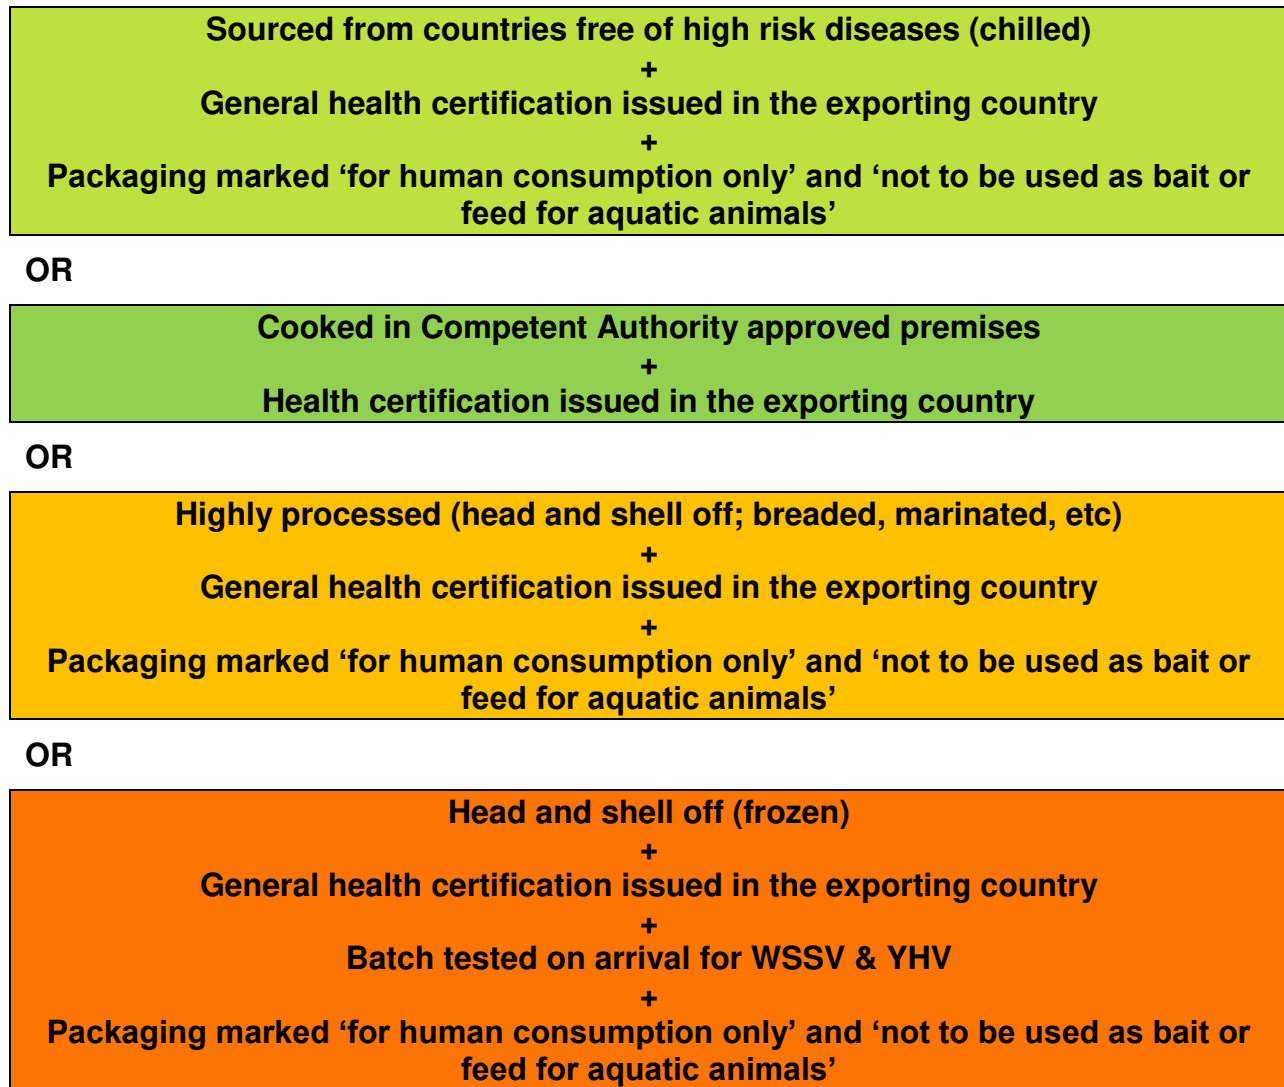 Sourced from countries free of high risk diseases (chilled)
+
General health certification issued in the exporting country
+
Packaging marked ‘for human consumption only’ and ‘not to be used as bait or
feed for aquatic animals’
OR
Cooked in Competent Authority approved premises
+
Health certification issued in the exporting country
OR
Highly processed (head and shell off; breaded, marinated, etc)
+
General health certification issued in the exporting country
+
Packaging marked ‘for human consumption only’ and ‘not to be used as bait or
feed for aquatic animals’
OR
Head and shell off (frozen)
+
General health certification issued in the exporting country
+
Batch tested on arrival for WSSV & YHV
+
Packaging marked ‘for human consumption only’ and ‘not to be used as bait or
feed for aquatic animals’